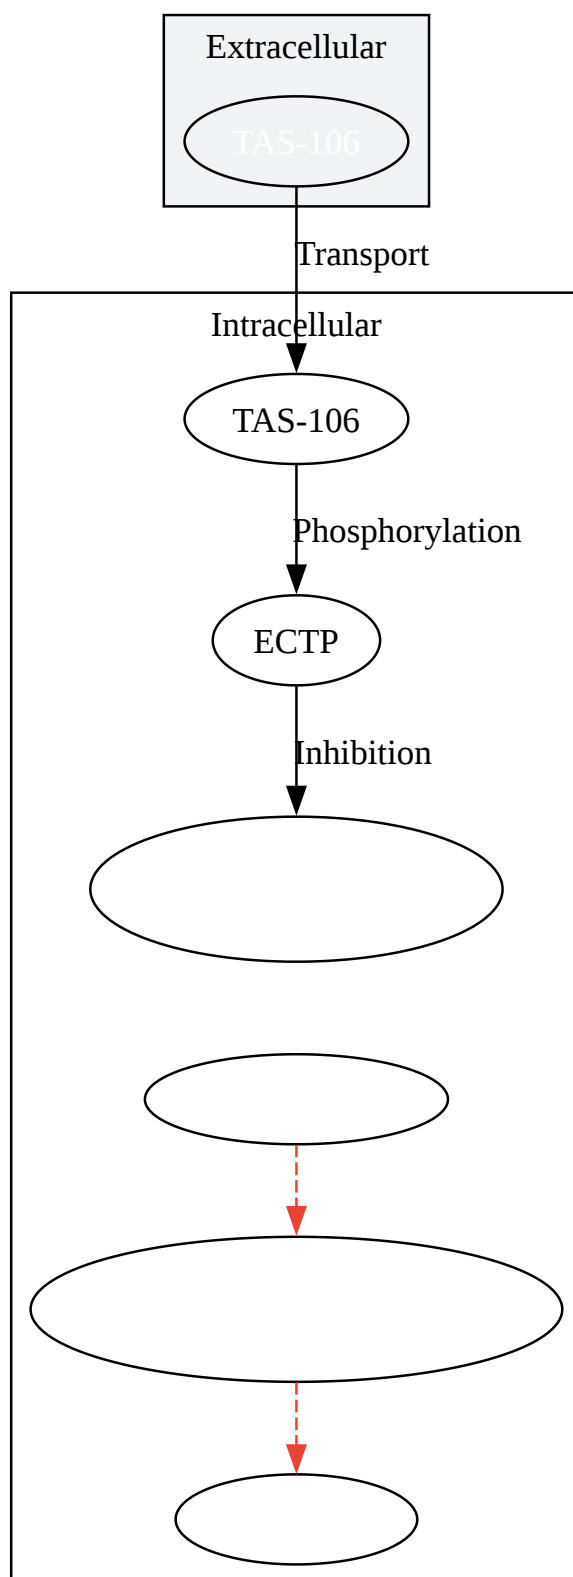 Extracellular
TAS-106
Transport
Intracellular
TAS-106
Phosphorylation
ECTP
Inhibition